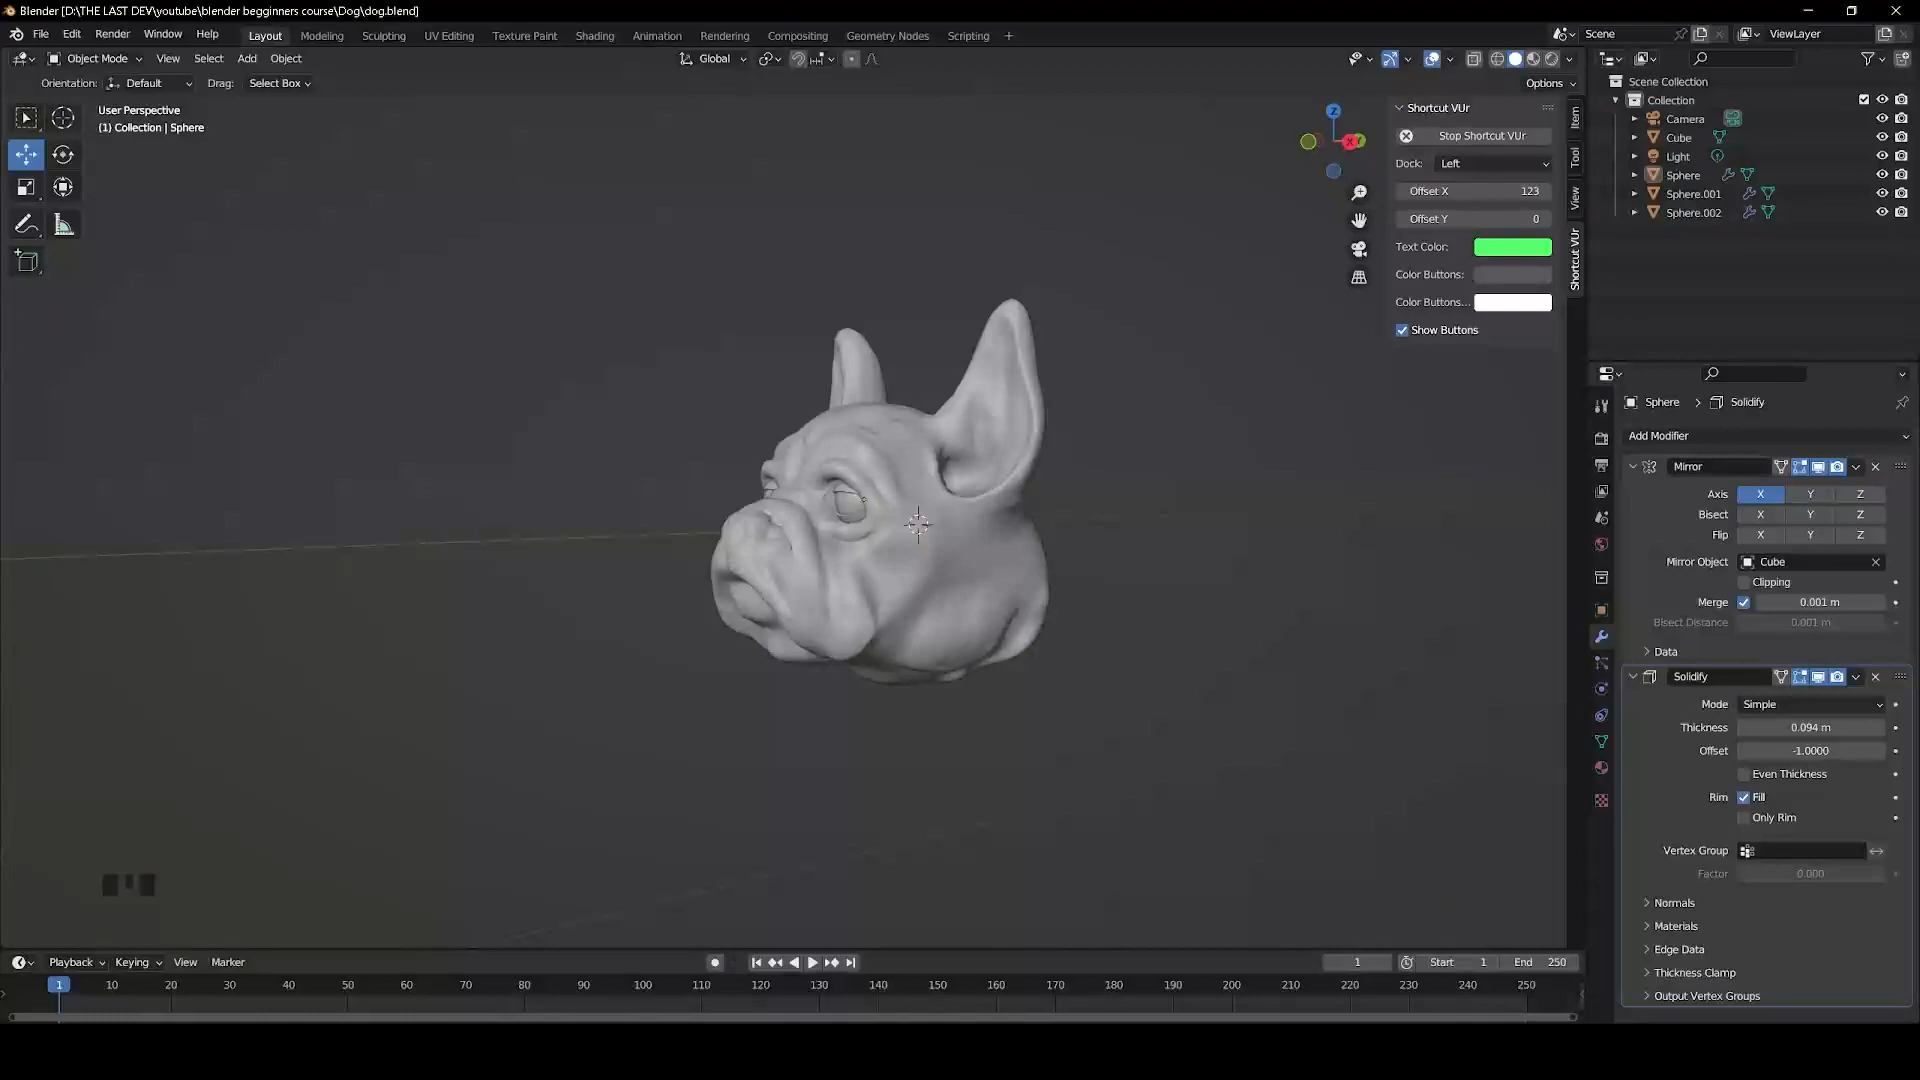 Blender [D:\THE LAST DEV\youtube\blender begginners course\Dog\dog.blend]
File Edit Render Window Help Layout Modeling Sculpting UV Editing Texture Paint Shading Animation Rendering Compositing Geometry Nodes Scripting + Scene ViewLayer
Object Mode View Select Add Object Global
Orientation: Default Drag: Select Box Options
User Perspective
(1) Collection | Sphere
Z
X
Y
Shortcut VUr
Stop Shortcut VUr
Dock: Left
Offset X 123
Offset Y 0
Text Color:
Color Buttons:
Color Buttons...
Show Buttons
Item
Tool
View
Shortcut VUr
Scene Collection
Collection
Camera
Cube
Light
Sphere
Sphere.001
Sphere.002
Sphere > Solidify
Add Modifier
Mirror
Axis X Y Z
Bisect X Y Z
Flip X Y Z
Mirror Object Cube
Clipping
Merge 0.001 m
Bisect Distance 0.001 m
Data
Solidify
Mode Simple
Thickness 0.094 m
Offset -1.0000
Even Thickness
Rim Fill
Only Rim
Vertex Group
Factor 0.000
Normals
Materials
Edge Data
Thickness Clamp
Output Vertex Groups
Playback Keying View Marker 1 Start 1 End 250
1 10 20 30 40 50 60 70 80 90 100 110 120 130 140 150 160 170 180 190 200 210 220 230 240 250